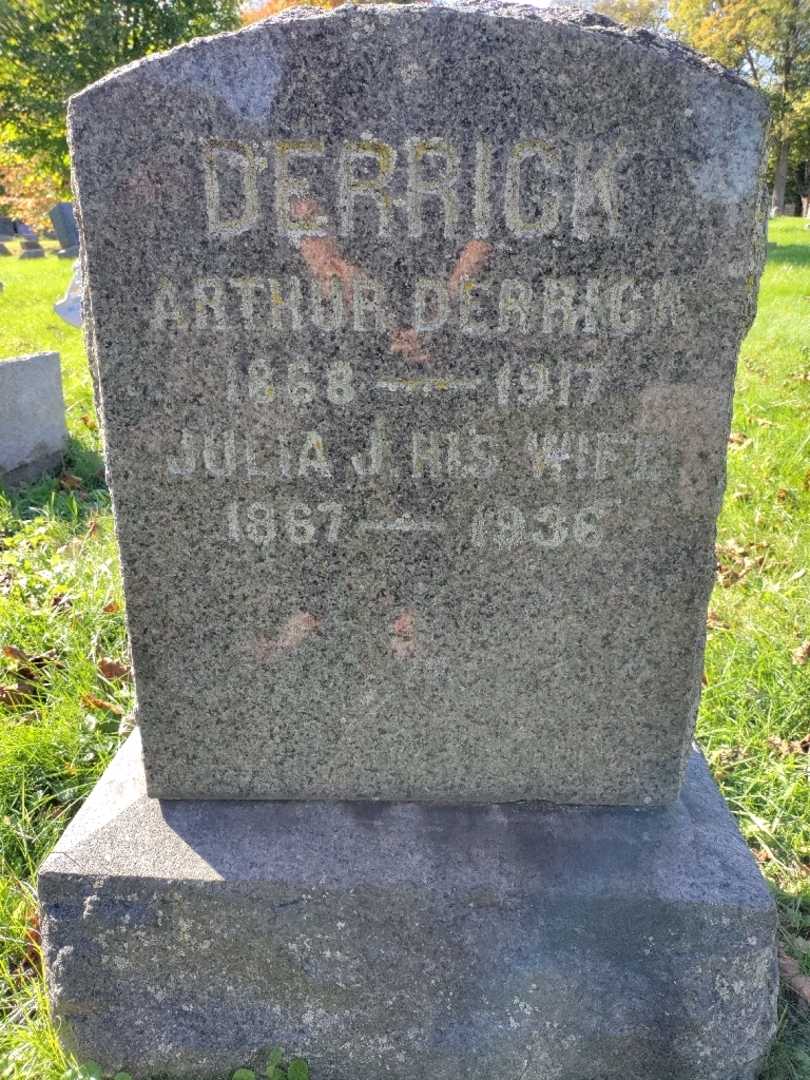 DERRICK
ARTHUR DERRICK
1868 — 1917
JULIA J. HIS WIFE
1867 — 1936